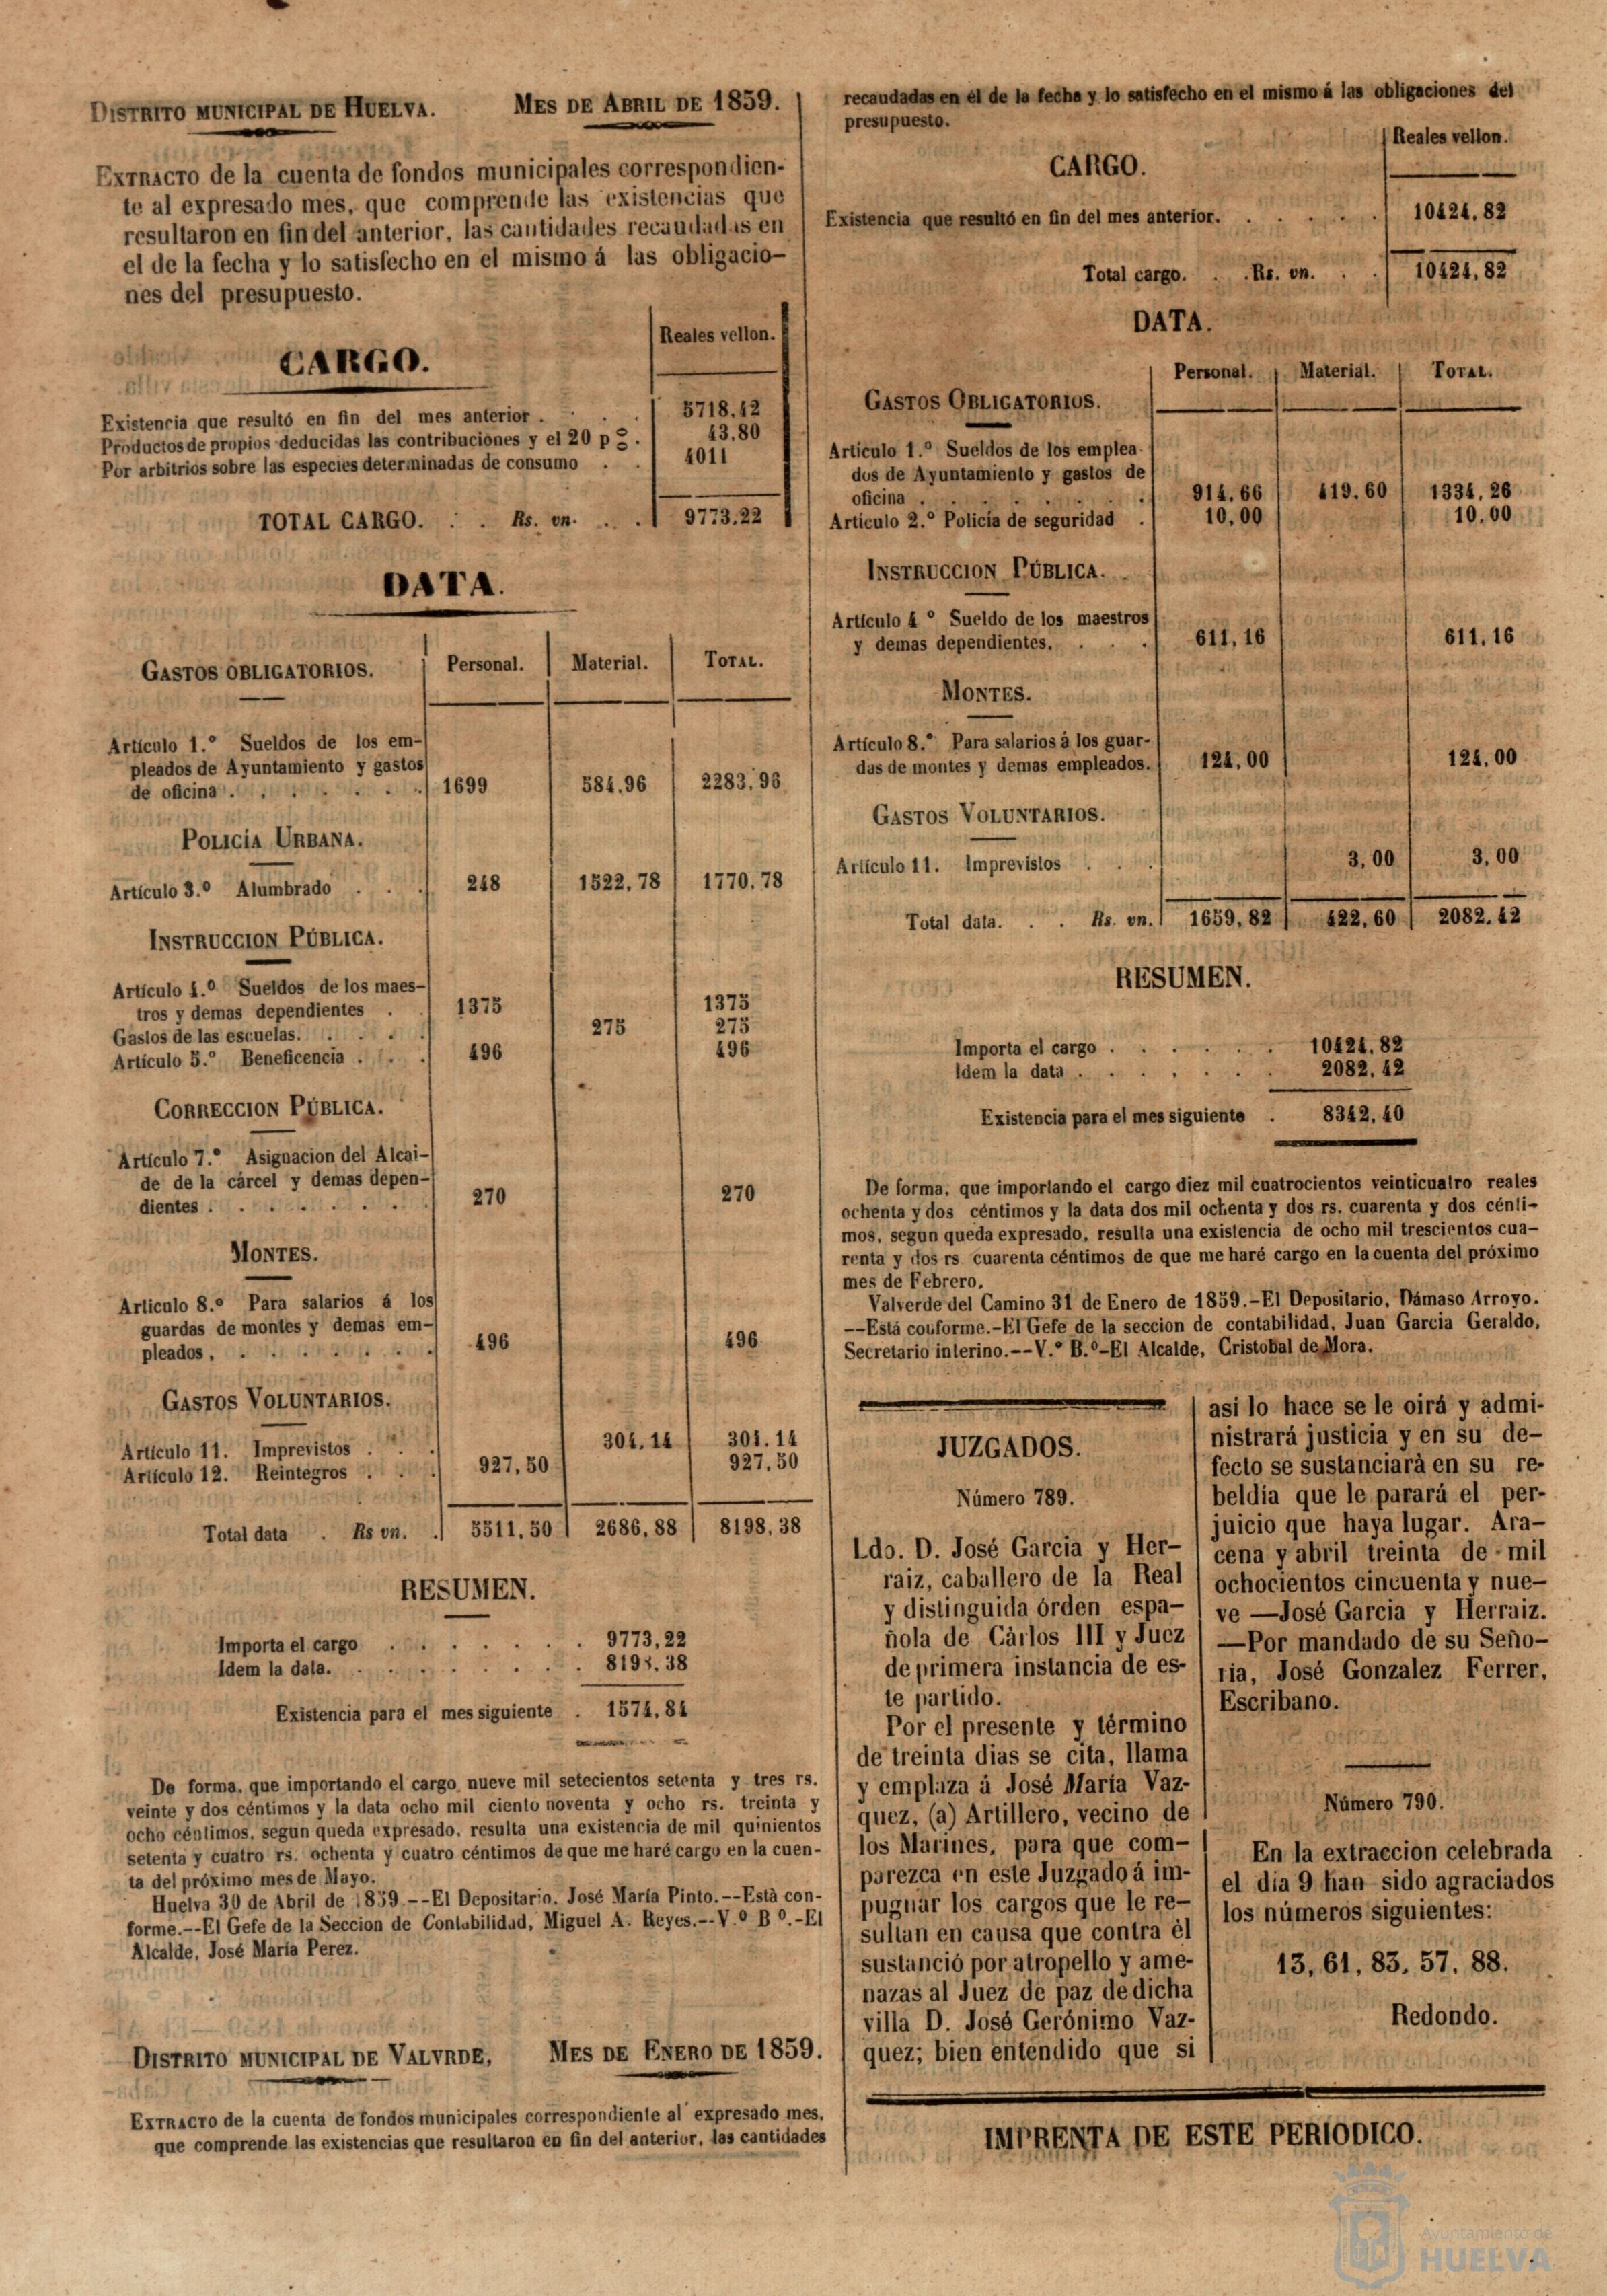 DISTRITO MUNICIPAL DE HUELVA. MES DE ABRIL DE 1859.
EXTRACTO de la cuenta de fondos municipales correspondien-
te al expresado mes, que comprende las existencias que
resultaron en fin del anterior, las cantidades recaudadas en
el de la fecha y lo satisfecho en el mismo á las obligacio-
nes del presupuesto.
Reales vellon.
CARGO.
Existencia que resultó en fin del mes anterior . . . . 5718,42
Productos de propios deducidas las contribuciones y el 20 p% . 43,80
Por arbitrios sobre las especies determinadas de consumo . . 4011
TOTAL CARGO. . . Rs. vn. . . . 9773,22
DATA.
GASTOS OBLIGATORIOS. Personal. Material. TOTAL.
Artículo 1.º Sueldos de los em-
pleados de Ayuntamiento y gastos
de oficina . . . . . . . . 1699 584,96 2283,96
POLICÍA URBANA.
Artículo 3.º Alumbrado . . . 248 1522,78 1770,78
INSTRUCCION PÚBLICA.
Artículo 4.º Sueldos de los maes-
tros y demas dependientes . 1375 1375
Gastos de las escuelas. . . . . 275 275
Artículo 5.º Beneficencia . . . 496 496
CORRECCION PÚBLICA.
Artículo 7.º Asignacion del Alcai-
de de la cárcel y demas depen-
dientes . . . . . . . . 270 270
MONTES.
Articulo 8.º Para salarios á los
guardas de montes y demas em-
pleados , . . . . . . . 496 496
GASTOS VOLUNTARIOS.
Artículo 11. Imprevistos . . . 304,14 304,14
Artículo 12. Reintegros . . . 927,50 927,50
Total data . Rs vn. . 5511,50 2686,88 8198,38
RESUMEN.
Importa el cargo . . . . . . . 9773,22
Idem la data. . . . . . . . . 8198,38
Existencia para el mes siguiente . 1574,84
De forma, que importando el cargo nueve mil setecientos setenta y tres rs.
veinte y dos céntimos y la data ocho mil ciento noventa y ocho rs. treinta y
ocho céntimos, segun queda expresado, resulta una existencia de mil quinientos
setenta y cuatro rs. ochenta y cuatro céntimos de que me haré cargo en la cuen-
ta del próximo mes de Mayo.
Huelva 30 de Abril de 1859.--El Depositario, José María Pinto.--Está con-
forme.--El Gefe de la Seccion de Contabilidad, Miguel A. Reyes.--V.º B º.-El
Alcalde, José María Perez.
DISTRITO MUNICIPAL DE VALVRDE, MES DE ENERO DE 1859.
EXTRACTO de la cuenta de fondos municipales correspondiente al expresado mes,
que comprende las existencias que resultaron en fin del anterior, las cantidades
recaudadas en él de la fecha y lo satisfecho en el mismo á las obligaciones del
presupuesto.
Reales vellon.
CARGO.
Existencia que resultó en fin del mes anterior. . . . . . 10424,82
Total cargo. . . Rs. vn. . . 10424,82
DATA.
Personal. Material. TOTAL.
GASTOS OBLIGATORIOS.
Artículo 1.º Sueldos de los emplea-
dos de Ayuntamiento y gastos de
oficina . . . . . . . . 914,66 419,60 1334,26
Artículo 2.º Policía de seguridad . 10,00 10,00
INSTRUCCION PÚBLICA.
Artículo 4 º Sueldo de los maestros
y demas dependientes. . . . 611,16 611,16
MONTES.
Artículo 8.º Para salarios á los guar-
das de montes y demas empleados. 124,00 124,00
GASTOS VOLUNTARIOS.
Artículo 11. Imprevistos . . . 3,00 3,00
Total data. . . Rs. vn. 1659,82 422,60 2082,42
RESUMEN.
Importa el cargo . . . . . . . 10424,82
Idem la data . . . . . . . 2082,42
Existencia para el mes siguiente . 8342,40
De forma, que importando el cargo diez mil cuatrocientos veinticuatro reales
ochenta y dos céntimos y la data dos mil ochenta y dos rs. cuarenta y dos cénti-
mos, segun queda expresado, resulta una existencia de ocho mil trescientos cua-
renta y dos rs cuarenta céntimos de que me haré cargo en la cuenta del próximo
mes de Febrero.
Valverde del Camino 31 de Enero de 1859.-El Depositario, Dámaso Arroyo.
--Está conforme.-El Gefe de la seccion de contabilidad, Juan Garcia Geraldo,
Secretario interino.--V.º B.º-El Alcalde, Cristobal de Mora.
JUZGADOS.
Número 789.
Ldo. D. José Garcia y Her-
raiz, caballero de la Real
y distinguida órden espa-
ñola de Cárlos III y Juez
de primera instancia de es-
te partido.
Por el presente y término
de treinta dias se cita, llama
y emplaza á José María Vaz-
quez, (a) Artillero, vecino de
los Marines, para que com-
parezca en este Juzgado á im-
pugnar los cargos que le re-
sultan en causa que contra él
sustanció por atropello y ame-
nazas al Juez de paz de dicha
villa D. José Gerónimo Vaz-
quez; bien entendido que si
asi lo hace se le oirá y admi-
nistrará justicia y en su de-
fecto se sustanciará en su re-
beldía que le parará el per-
juicio que haya lugar. Ara-
cena y abril treinta de mil
ochocientos cincuenta y nue-
ve —José Garcia y Herraiz.
—Por mandado de su Seño-
ria, José Gonzalez Ferrer,
Escribano.
Número 790.
En la extraccion celebrada
el dia 9 han sido agraciados
los números siguientes:
13, 61, 83, 57, 88.
Redondo.
IMPRENTA DE ESTE PERIODICO.
Ayuntamiento de
HUELVA